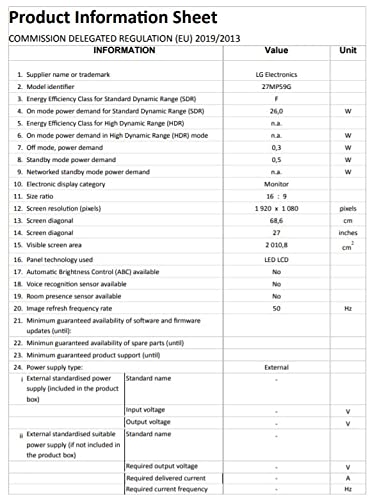 Product Information Sheet
COMMISSION DELEGATED REGULATION (EU) 2019/2013
INFORMATION Value Unit
1. Supplier name or trademark LG Electronics
2. Model identifier 27MP59G
3. Energy Efficiency Class for Standard Dynamic Range (SDR) F
4. On mode power demand for Standard Dynamic Range (SDR) 26,0 W
5. Energy Efficiency Class for High Dynamic Range (HDR) n.a.
6. On mode power demand in High Dynamic Range (HDR) mode n.a. W
7. Off mode, power demand 0,3 W
8. Standby mode power demand 0,5 W
9. Networked standby mode power demand n.a. W
10. Electronic display category Monitor
11. Size ratio 16 : 9
12. Screen resolution (pixels) 1 920 x 1 080 pixels
13. Screen diagonal 68,6 cm
14. Screen diagonal 27 inches
15. Visible screen area 2 010,8 cm²
16. Panel technology used LED LCD
17. Automatic Brightness Control (ABC) available No
18. Voice recognition sensor available No
19. Room presence sensor available No
20. Image refresh frequency rate 50 Hz
21. Minimum guaranteed availability of software and firmware
updates (until):
22. Minimun guaranteed availability of spare parts (until)
23. Minimum guaranteed product support (until)
24. Power supply type: External
i External standardised power Standard name -
supply (included in the product
box)
Input voltage - V
Output voltage - V
ii External standardised suitable Standard name -
power supply (if not included in
the product box)
Required output voltage - V
Required delivered current - A
Required current frequency - Hz